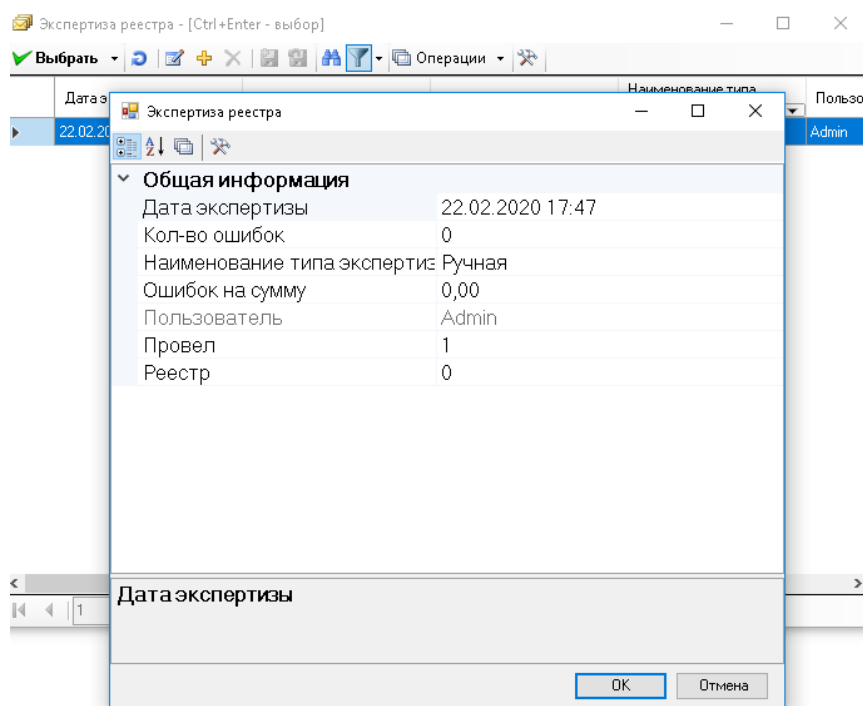 Экспертиза реестра - [Ctrl+Enter - выбор]
Выбрать Операции
Наименование типа
Пользо
22.02.20 Admin
Экспертиза реестра
Общая информация
Дата экспертизы 22.02.2020 17:47
Кол-во ошибок 0
Наименование типа эксперти Ручная
Ошибок на сумму 0,00
Пользователь Admin
Провел 1
Реестр 0
Дата экспертизы
1
OK Отмена